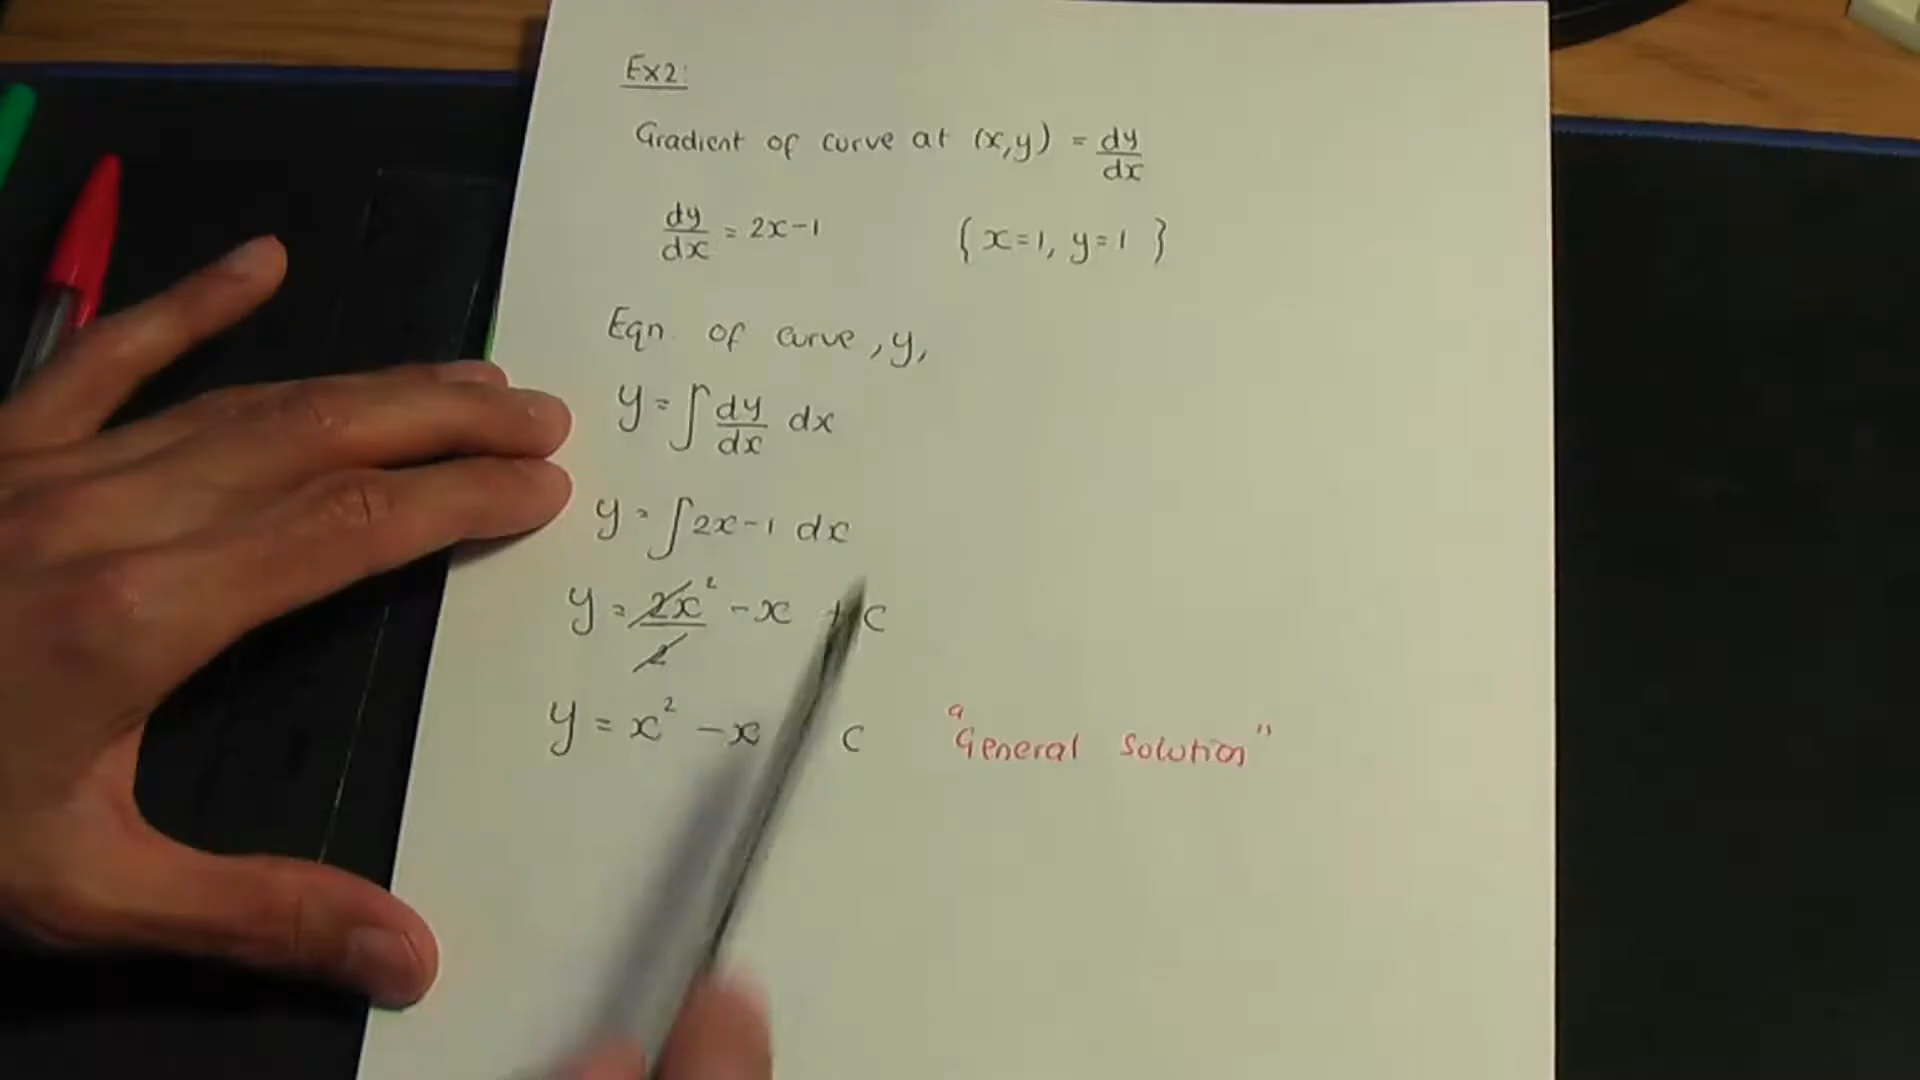 Ex2:
Gradient of curve at (x,y) = dy/dx
dy/dx = 2x-1 { x=1, y=1 }
Eqn. of curve, y,
y = ∫ dy/dx dx
y = ∫ 2x-1 dx
y = 2x²/2 - x + c
y = x² - x c "General Solution"